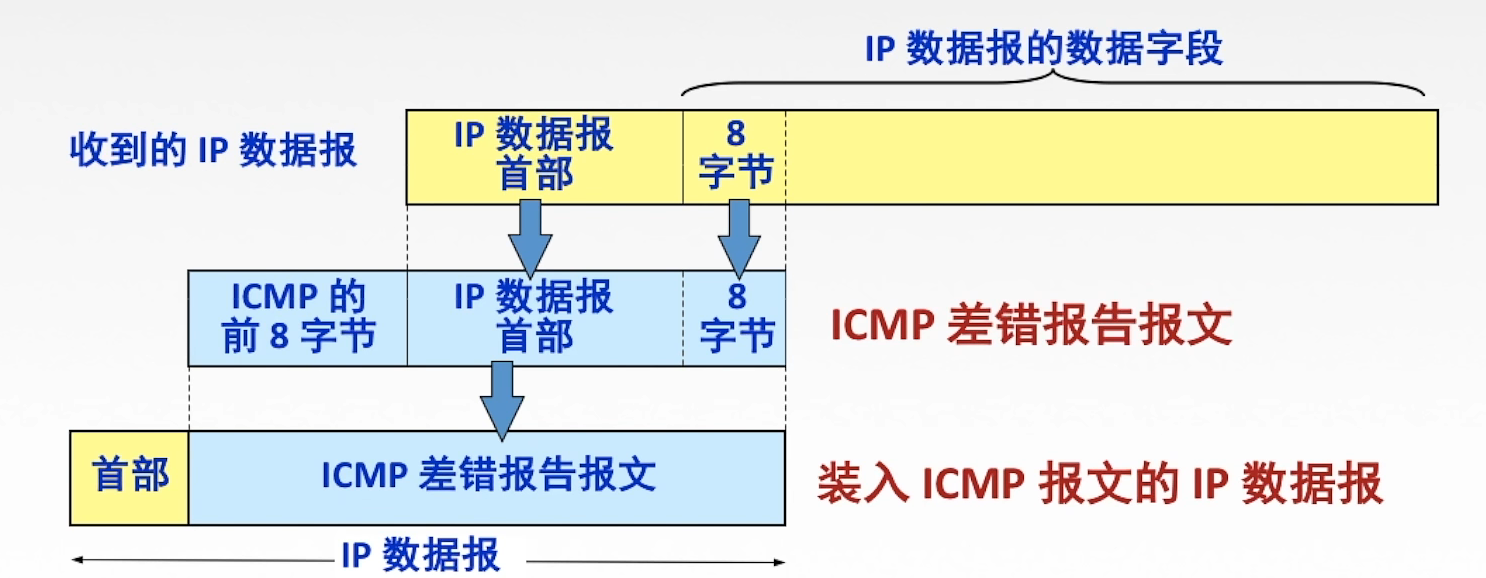 IP 数据报的数据字段
收到的 IP 数据报
IP 数据报
首部
8
字节
ICMP 的
前 8 字节
IP 数据报
首部
8
字节
ICMP 差错报告报文
首部
ICMP 差错报告报文
装入 ICMP 报文的 IP 数据报
IP 数据报